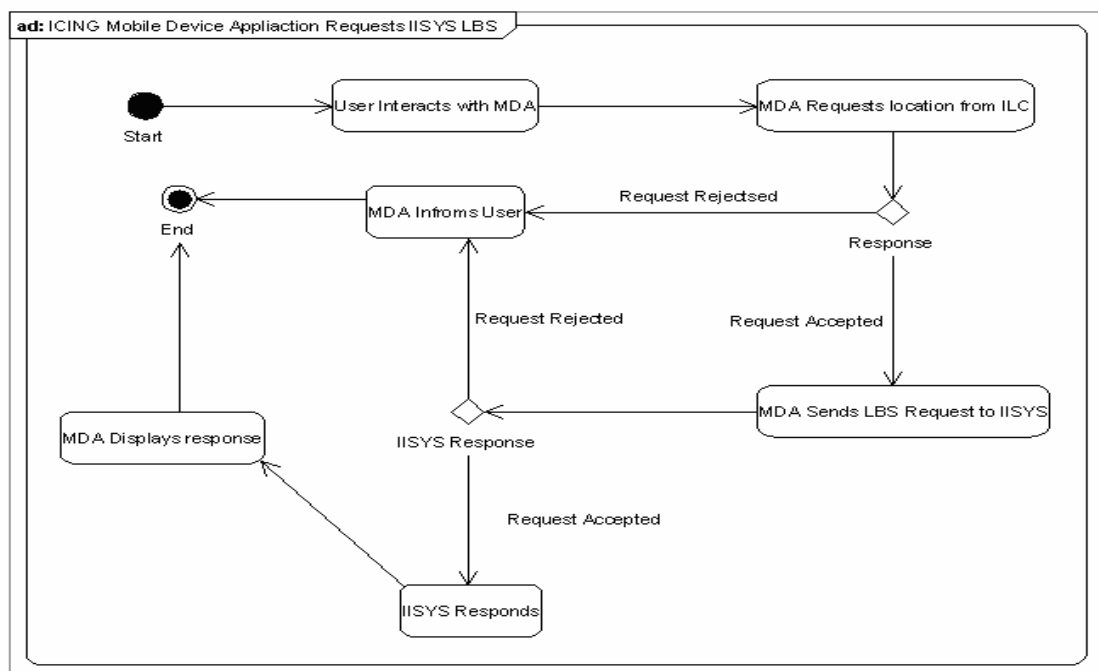 ad: ICING Mobile Device Appliaction Requests IISYS LBS
User Interacts with MDA
MDA Requests location from ILC
Start
Request Rejectsed
MDA Infroms User
End
Response
Request Rejected
Request Accepted
MDA Displays response
IISYS Response
MDA Sends LBS Request to IISYS
Request Accepted
IISYS Responds